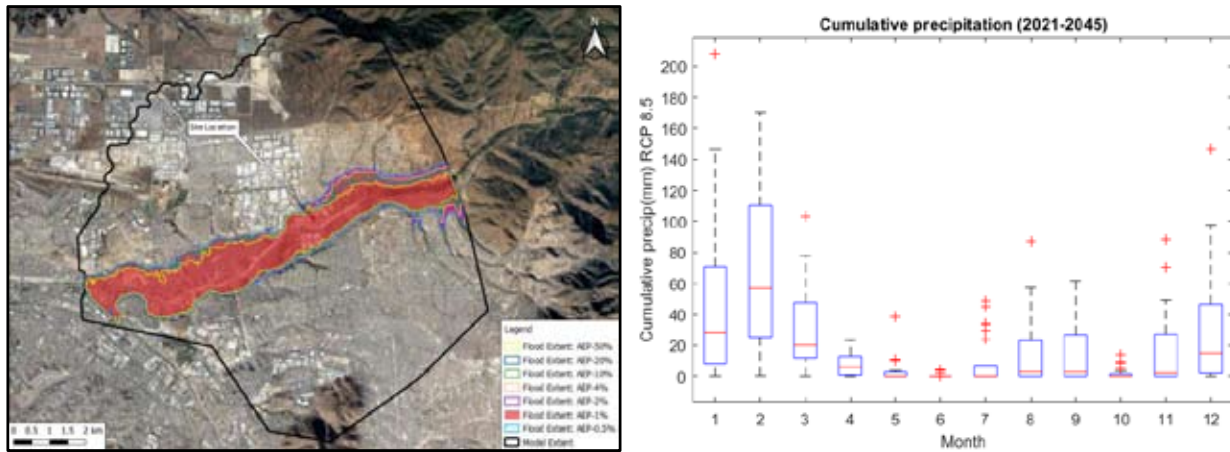 N
Site Location
Legend
Flood Extent: AEP-50%
Flood Extent: AEP-20%
Flood Extent: AEP-10%
Flood Extent: AEP-4%
Flood Extent: AEP-2%
Flood Extent: AEP-1%
Flood Extent: AEP-0.5%
Model Extent
0 0.5 1 1.5 2 km
Cumulative precipitation (2021-2045)
Cumulative precip(mm) RCP 8.5
200
180
160
140
120
100
80
60
40
20
0
1 2 3 4 5 6 7 8 9 10 11 12
Month